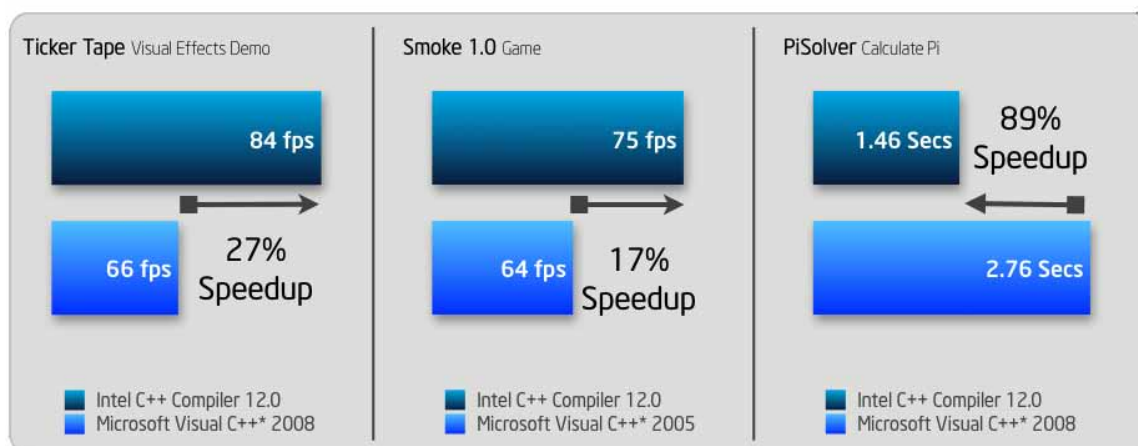 Ticker Tape Visual Effects Demo
84 fps
66 fps
27%
Speedup
Intel C++ Compiler 12.0
Microsoft Visual C++* 2008
Smoke 1.0 Game
75 fps
64 fps
17%
Speedup
Intel C++ Compiler 12.0
Microsoft Visual C++* 2005
PiSolver Calculate Pi
1.46 Secs
89%
Speedup
2.76 Secs
Intel C++ Compiler 12.0
Microsoft Visual C++* 2008